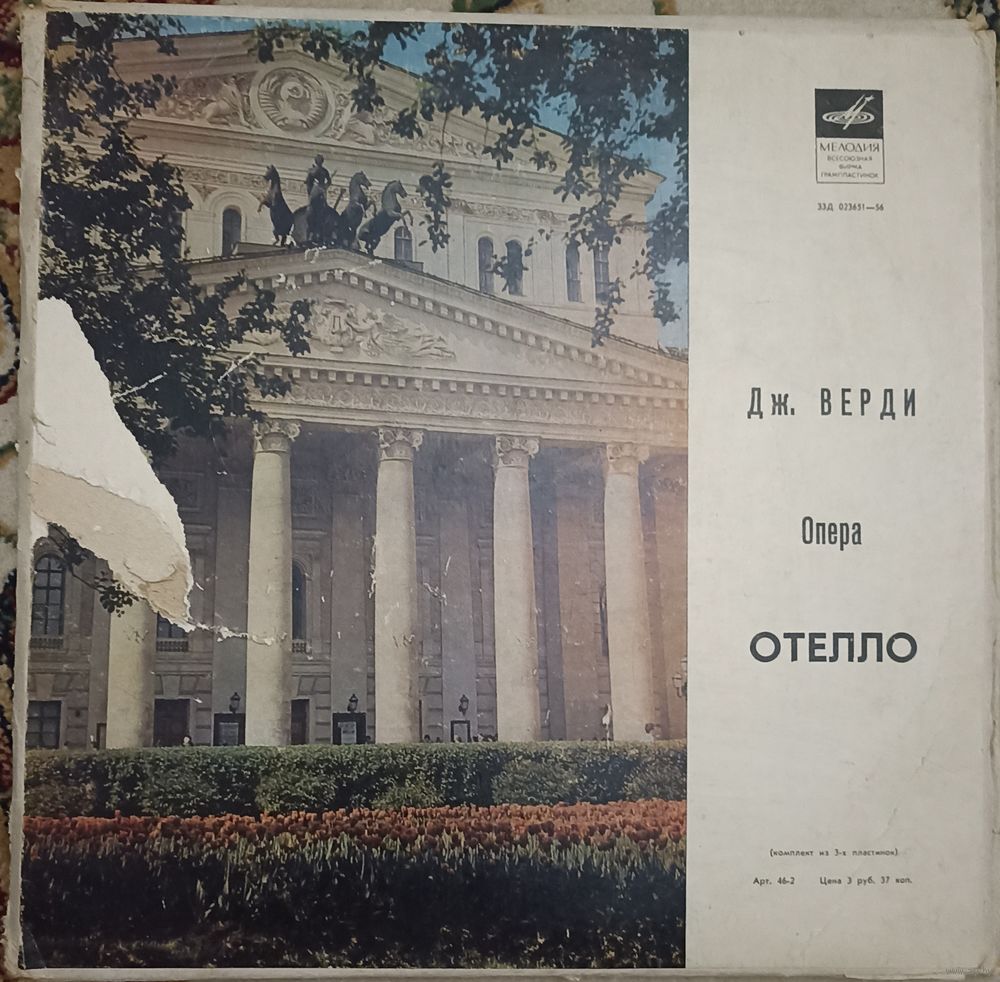 МЕЛОДИЯ
ВСЕСОЮЗНАЯ
ФИРМА
ГРАМПЛАСТИНОК
33Д 023651—56
Дж. ВЕРДИ
Опера
ОТЕЛЛО
(комплект из 3-х пластинок)
Арт. 46-2 Цена 3 руб. 37 коп.